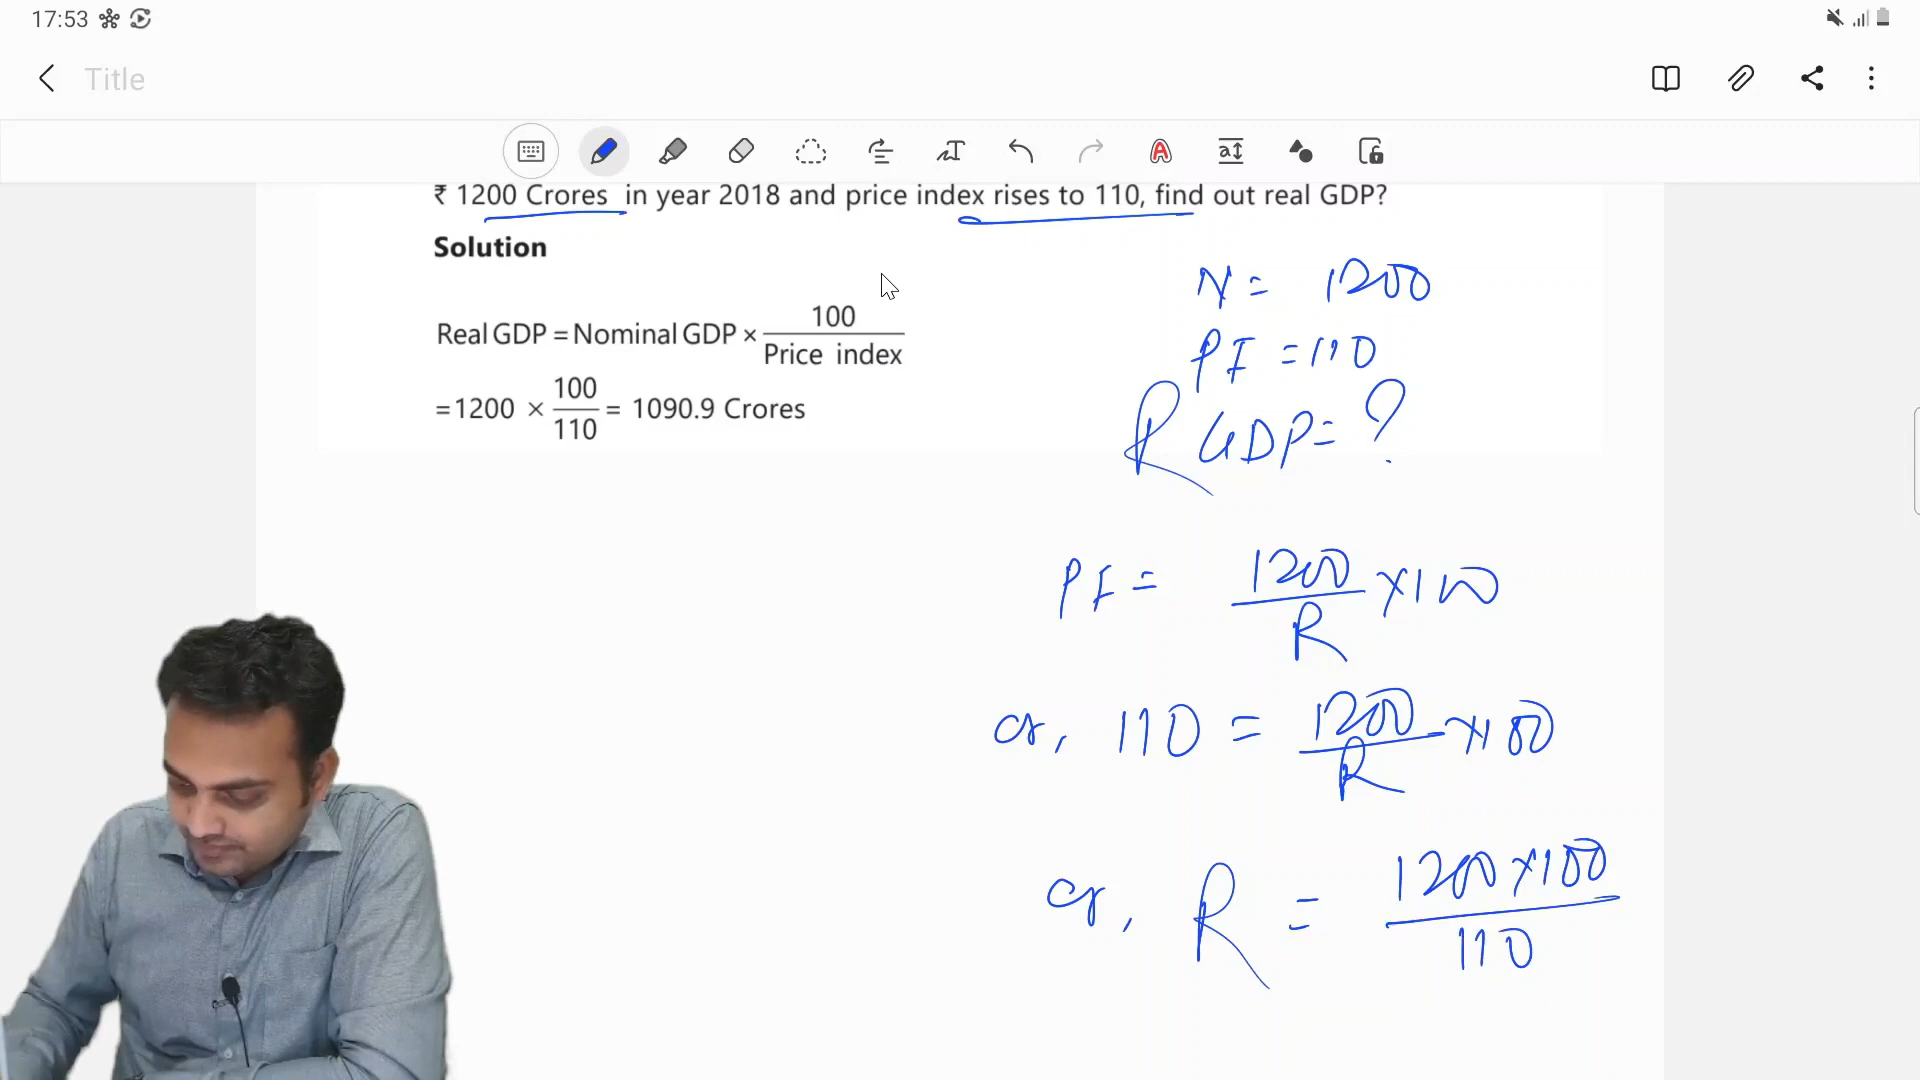 17:53
Title
₹ 1200 Crores in year 2018 and price index rises to 110, find out real GDP?
Solution
Real GDP = Nominal GDP × 100 / Price index
= 1200 × 100 / 110 = 1090.9 Crores
N = 1200
PI = 110
R GDP = ?
PI = 1200 / R × 100
or, 110 = 1200 / R × 100
or, R = 1200 × 100 / 110